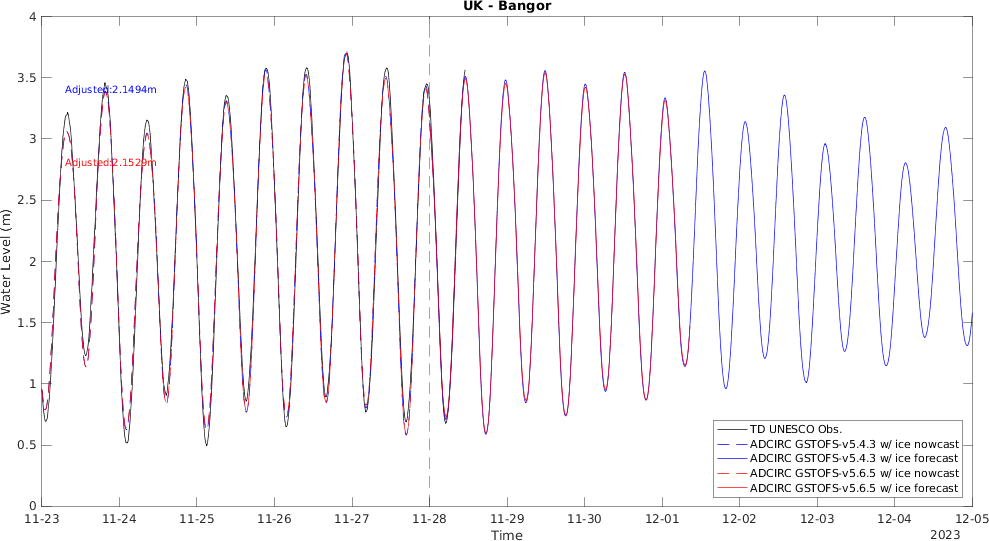 UK - Bangor
4
3.5
3
2.5
2
1.5
1
0.5
0
Water Level (m)
Adjusted:2.1494m
Adjusted:2.1529m
TD UNESCO Obs.
ADCIRC GSTOFS-v5.4.3 w/ ice nowcast
ADCIRC GSTOFS-v5.4.3 w/ ice forecast
ADCIRC GSTOFS-v5.6.5 w/ ice nowcast
ADCIRC GSTOFS-v5.6.5 w/ ice forecast
11-23 11-24 11-25 11-26 11-27 11-28 11-29 11-30 12-01 12-02 12-03 12-04 12-05
Time
2023